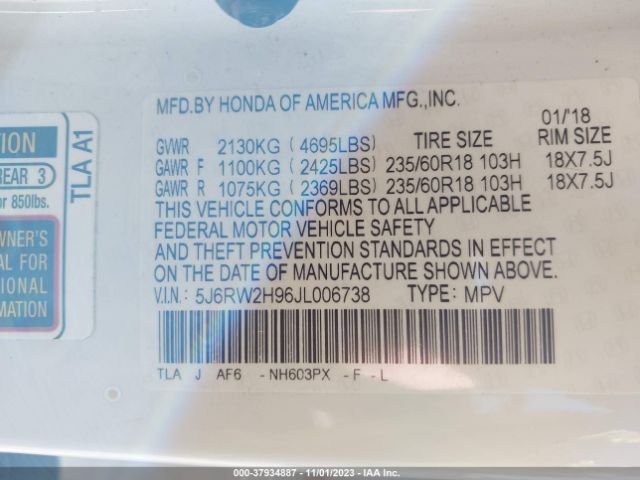 MFD.BY HONDA OF AMERICA MFG.,INC.
01/'18
GVWR 2130KG (4695LBS) TIRE SIZE RIM SIZE
GAWR F 1100KG (2425LBS) 235/60R18 103H 18X7.5J
GAWR R 1075KG (2369LBS) 235/60R18 103H 18X7.5J
THIS VEHICLE CONFORMS TO ALL APPLICABLE
FEDERAL MOTOR VEHICLE SAFETY
AND THEFT PREVENTION STANDARDS IN EFFECT
ON THE DATE OF MANUFACTURE SHOWN ABOVE.
V.I.N.: 5J6RW2H96JL006738 TYPE: MPV
TLA J AF6 -NH603PX -F -L
TION
REAR 3
or 850lbs.
WNER'S
AL FOR
IONAL
TION
TLA A1
000-37934887 - 11/01/2023 - IAA Inc.